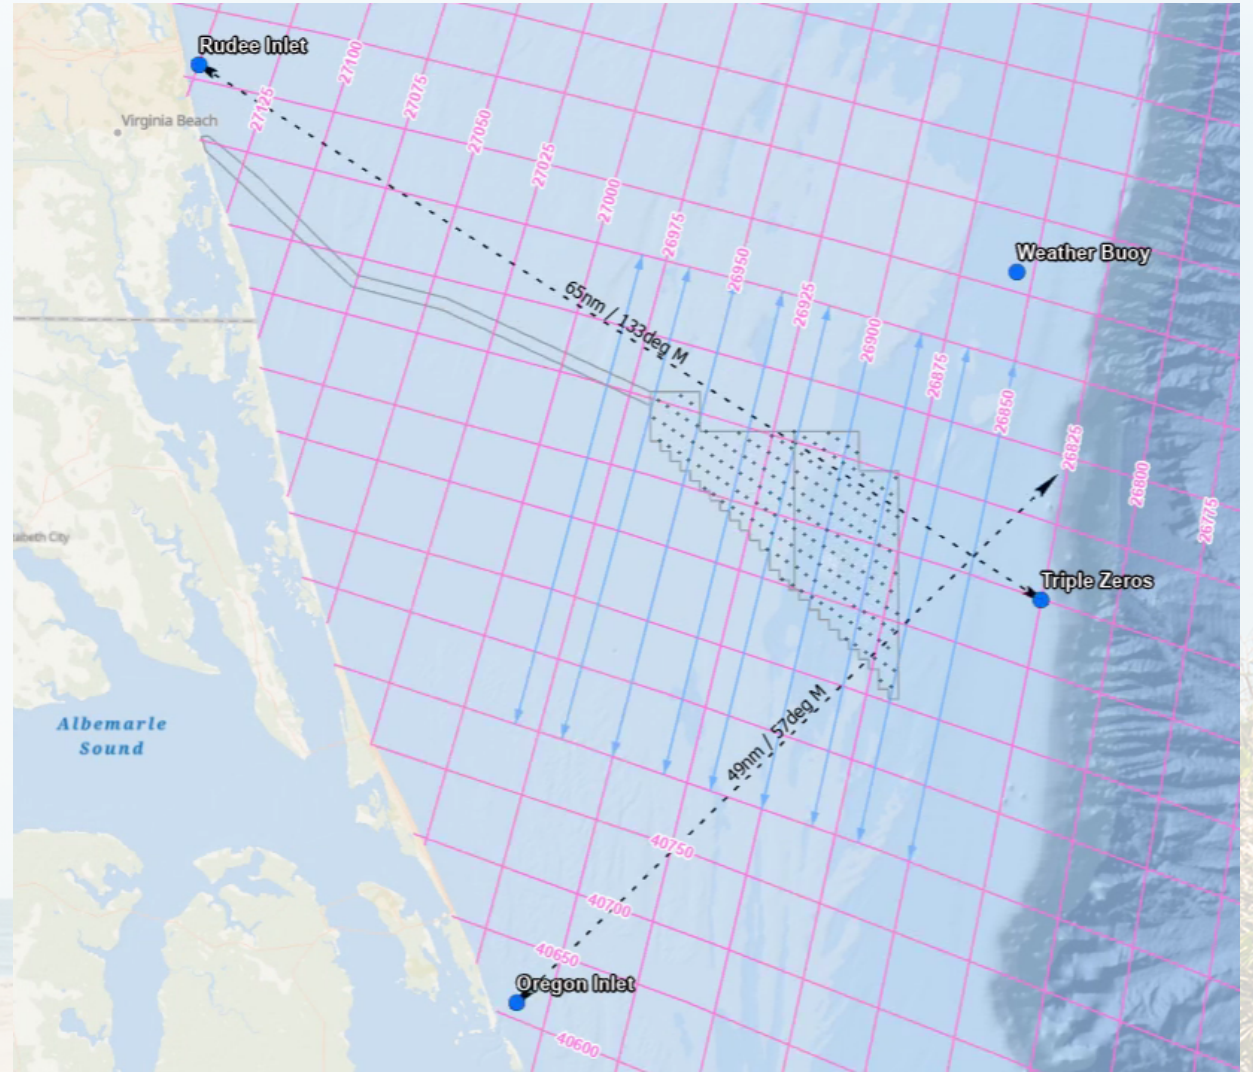 Rudee Inlet
27125
27100
27075
27050
27025
27000
26975
26950
26925
26900
26875
26850
26825
26800
26775
Virginia Beach
Weather Buoy
65nm / 133deg M
abeth City
Triple Zeros
49nm / 57deg M
Albemarle
Sound
40750
40700
40650
Oregon Inlet
40600